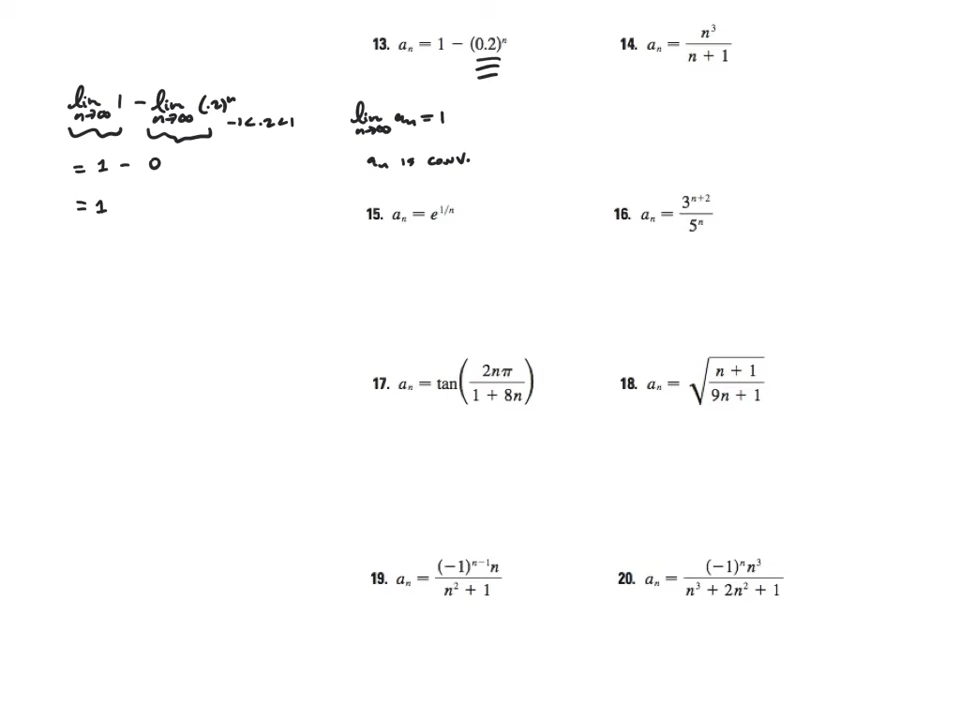 13. aₙ = 1 − (0.2)ⁿ
14. aₙ = n³ / (n + 1)
lim n→∞ 1 − lim n→∞ (.2)ⁿ −1<.2<1
= 1 − 0
= 1
lim n→∞ aₙ = 1
aₙ is conv.
15. aₙ = e^(1/n)
16. aₙ = 3ⁿ⁺² / 5ⁿ
17. aₙ = tan(2nπ / (1 + 8n))
18. aₙ = √((n + 1) / (9n + 1))
19. aₙ = (−1)ⁿ⁻¹n / (n² + 1)
20. aₙ = (−1)ⁿn³ / (n³ + 2n² + 1)